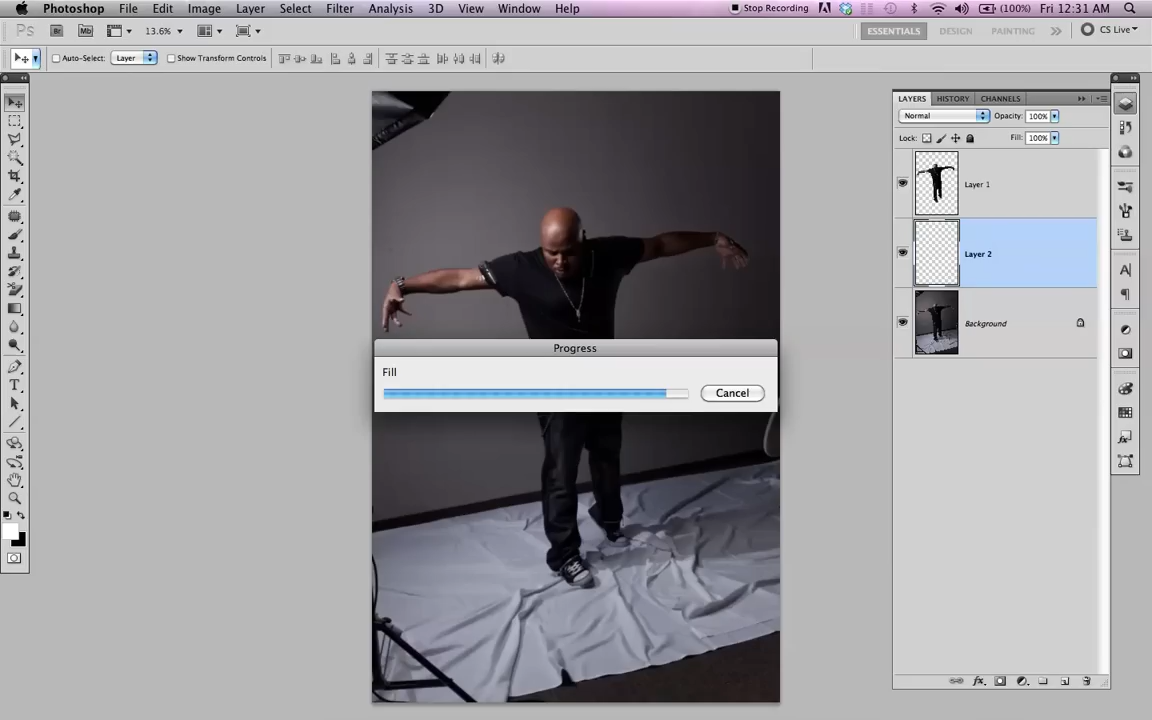 Photoshop File Edit Image Layer Select Filter Analysis 3D View Window Help Stop Recording (100%) Fri 12:31 AM
Ps Br Mb 13.6% ESSENTIALS DESIGN PAINTING CS Live
Auto-Select: Layer Show Transform Controls
LAYERS HISTORY CHANNELS
Normal Opacity: 100%
Lock: Fill: 100%
Layer 1
Layer 2
Background
Progress
Fill
Cancel